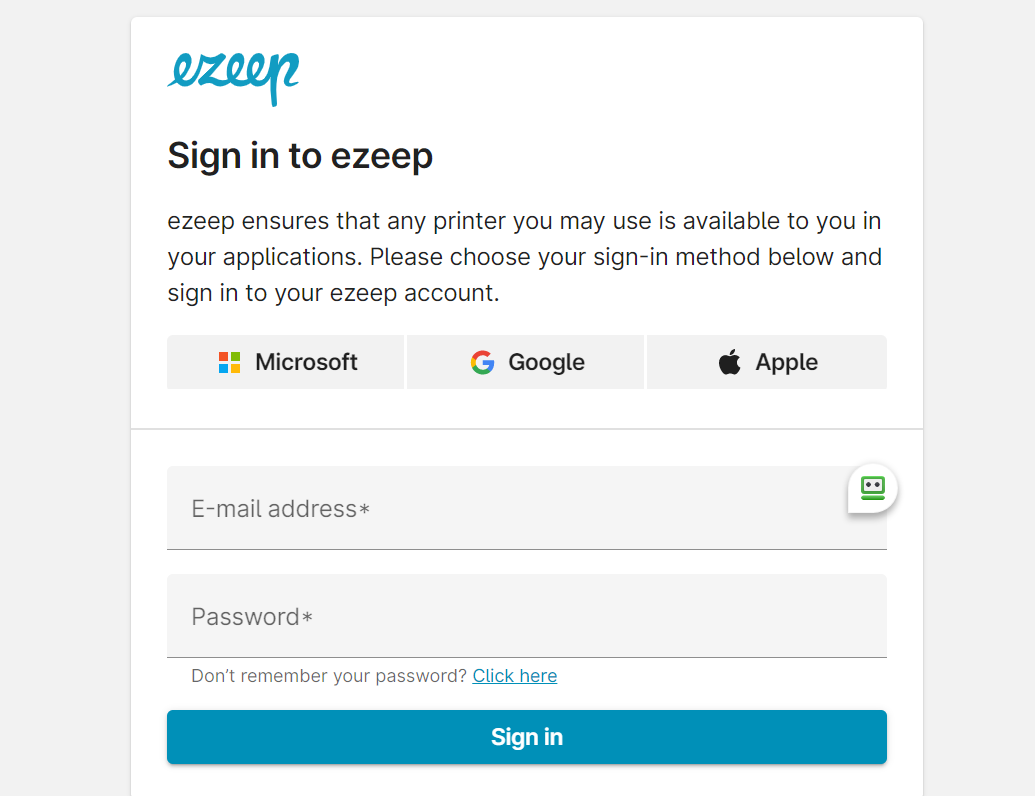 ezeep
Sign in to ezeep
ezeep ensures that any printer you may use is available to you in
your applications. Please choose your sign-in method below and
sign in to your ezeep account.
Microsoft
Google
Apple
E-mail address*
Password*
Don’t remember your password? Click here
Sign in